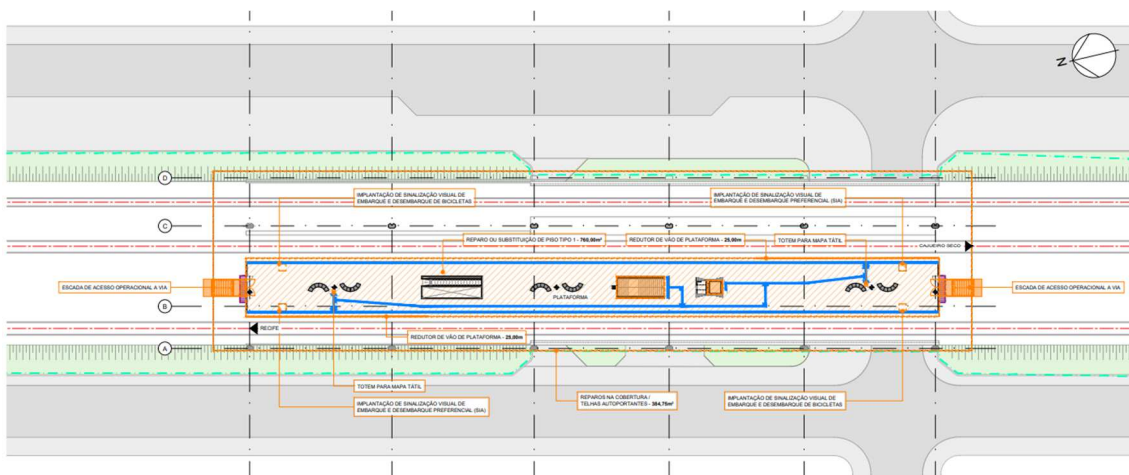 N
D
IMPLANTAÇÃO DE SINALIZAÇÃO VISUAL DE
EMBARQUE E DESEMBARQUE DE BICICLETAS
IMPLANTAÇÃO DE SINALIZAÇÃO VISUAL DE
EMBARQUE E DESEMBARQUE PREFERENCIAL (SIA)
C
REPARO OU SUBSTITUIÇÃO DE PISO TIPO 1 - 760,00m²
REDUTOR DE VÃO DE PLATAFORMA - 25,00m
TOTEM PARA MAPA TÁTIL
CAJUEIRO SECO
ESCADA DE ACESSO OPERACIONAL A VIA
PLATAFORMA
ESCADA DE ACESSO OPERACIONAL A VIA
B
RECIFE
REDUTOR DE VÃO DE PLATAFORMA - 25,00m
A
TOTEM PARA MAPA TÁTIL
IMPLANTAÇÃO DE SINALIZAÇÃO VISUAL DE
EMBARQUE E DESEMBARQUE PREFERENCIAL (SIA)
REPAROS NA COBERTURA /
TELHAS AUTOPORTANTES - 384,75m²
IMPLANTAÇÃO DE SINALIZAÇÃO VISUAL DE
EMBARQUE E DESEMBARQUE DE BICICLETAS